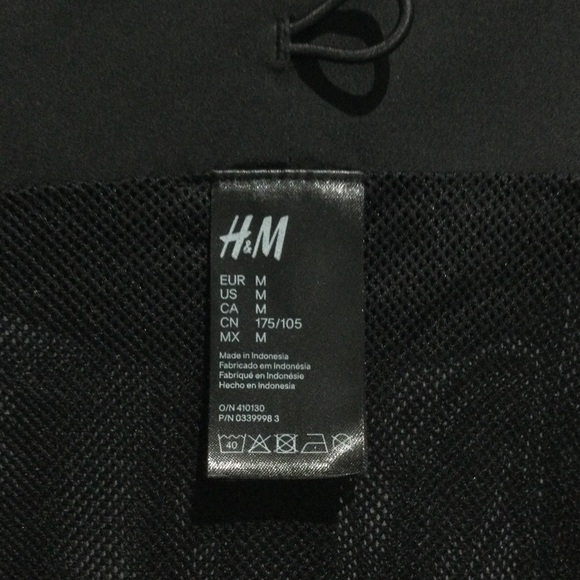 H&M
EUR M
US M
CA M
CN 175/105
MX M
Made in Indonesia
Fabricado em Indonésia
Fabriqué en Indonésie
Hecho en Indonesia
O/N 410130
P/N 0339998 3
40